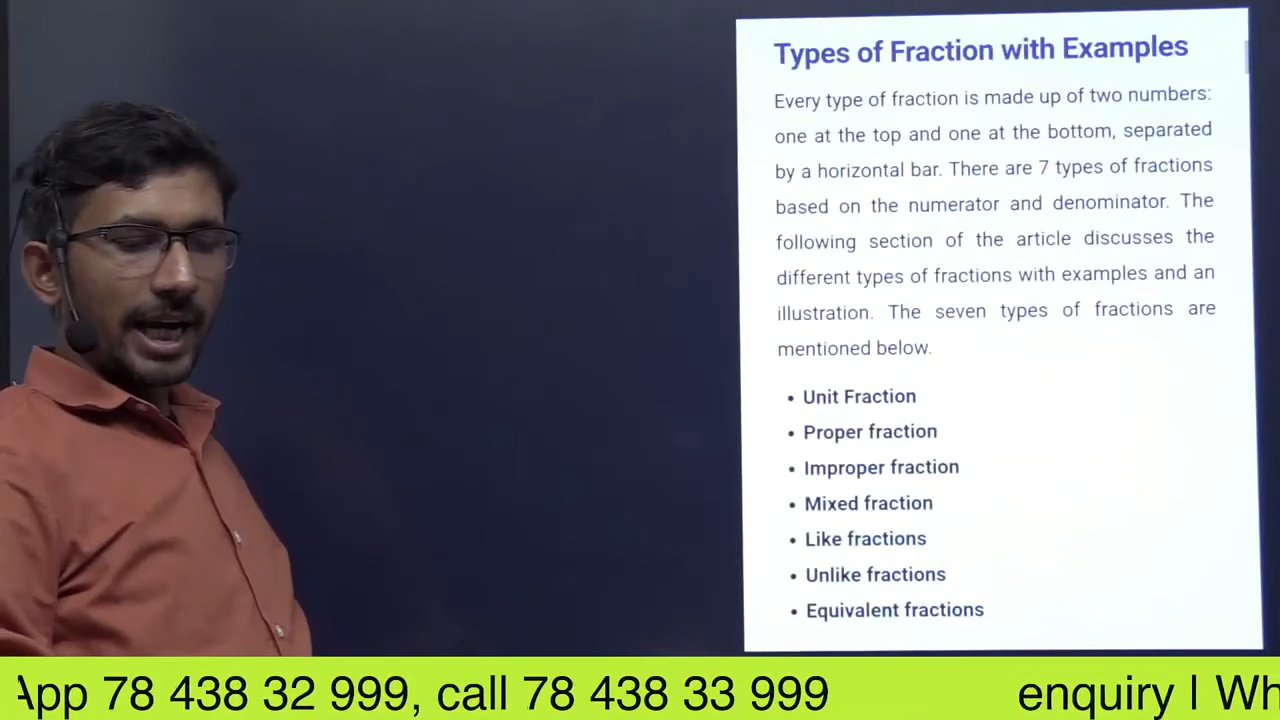 Types of Fraction with Examples
Every type of fraction is made up of two numbers:
one at the top and one at the bottom, separated
by a horizontal bar. There are 7 types of fractions
based on the numerator and denominator. The
following section of the article discusses the
different types of fractions with examples and an
illustration. The seven types of fractions are
mentioned below.
• Unit Fraction
• Proper fraction
• Improper fraction
• Mixed fraction
• Like fractions
• Unlike fractions
• Equivalent fractions
App 78 438 32 999, call 78 438 33 999 enquiry I Wh